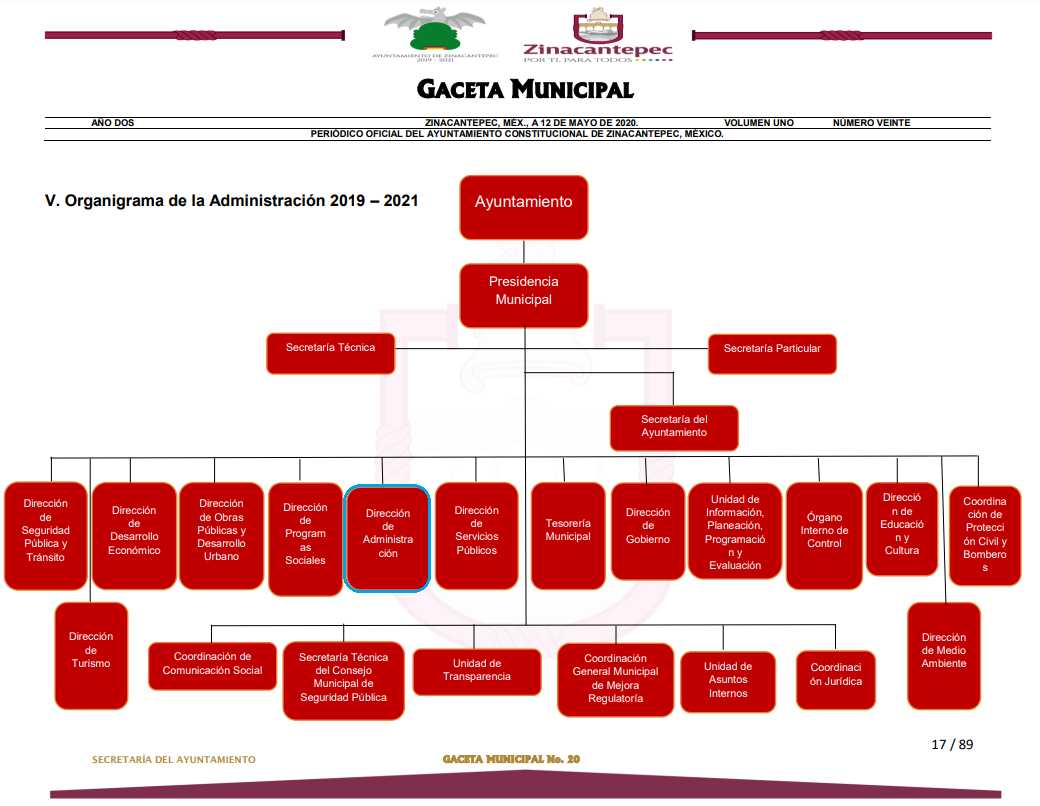 AYUNTAMIENTO DE ZINACANTEPEC
2019 - 2021
Zinacantepec
POR TI, PARA TODOS
GACETA MUNICIPAL
AÑO DOS ZINACANTEPEC, MÉX., A 12 DE MAYO DE 2020. VOLUMEN UNO NÚMERO VEINTE
PERIÓDICO OFICIAL DEL AYUNTAMIENTO CONSTITUCIONAL DE ZINACANTEPEC, MÉXICO.
V. Organigrama de la Administración 2019 – 2021
Ayuntamiento
Presidencia
Municipal
Secretaría Técnica
Secretaría Particular
Secretaría del
Ayuntamiento
Dirección
de
Seguridad
Pública y
Tránsito
Dirección
de
Desarrollo
Económico
Dirección
de Obras
Públicas y
Desarrollo
Urbano
Dirección
de
Program
as
Sociales
Dirección
de
Administra
ción
Dirección
de
Servicios
Públicos
Tesorería
Municipal
Dirección
de
Gobierno
Unidad de
Información,
Planeación,
Programació
n y
Evaluación
Órgano
Interno de
Control
Direcció
n de
Educació
n y
Cultura
Coordina
ción de
Protecci
ón Civil y
Bombero
s
Dirección
de
Turismo
Coordinación de
Comunicación Social
Secretaría Técnica
del Consejo
Municipal de
Seguridad Pública
Unidad de
Transparencia
Coordinación
General Municipal
de Mejora
Regulatoría
Unidad de
Asuntos
Internos
Coordinaci
ón Jurídica
Dirección
de Medio
Ambiente
17 / 89
SECRETARÍA DEL AYUNTAMIENTO GACETA MUNICIPAL No. 20